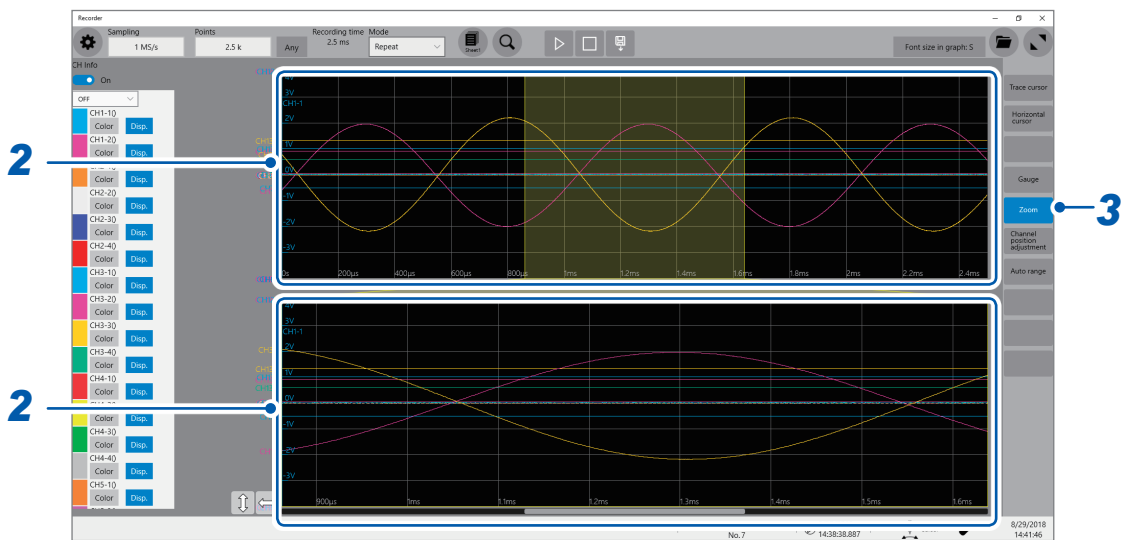 Recorder
Sampling
1 MS/s
Points
2.5 k
Any
Recording time
2.5 ms
Mode
Repeat
Sheet1
Font size in graph: S
CH Info
On
OFF
CH1-1()
Color Disp.
CH1-2()
Color Disp.
Color Disp.
CH2-2()
Color Disp.
CH2-3()
Color Disp.
CH2-4()
Color Disp.
CH3-1()
Color Disp.
CH3-2()
Color Disp.
CH3-3()
Color Disp.
CH3-4()
Color Disp.
CH4-1()
Color Disp.
Color Disp.
CH4-3()
Color Disp.
CH4-4()
Color Disp.
CH5-1()
Color Disp.
2
4V
3V
CH1-1
2V
1V
0V
-1V
-2V
-3V
0s 200µs 400µs 600µs 800µs 1ms 1.2ms 1.4ms 1.6ms 1.8ms 2ms 2.2ms 2.4ms
2
4V
3V
CH1-1
2V
1V
0V
-1V
-2V
-3V
900µs 1ms 1.1ms 1.2ms 1.3ms 1.4ms 1.5ms 1.6ms
Trace cursor
Horizontal
cursor
Gauge
Zoom
3
Channel
position
adjustment
Auto range
No. 7
14:38:38.887
8/29/2018
14:41:46